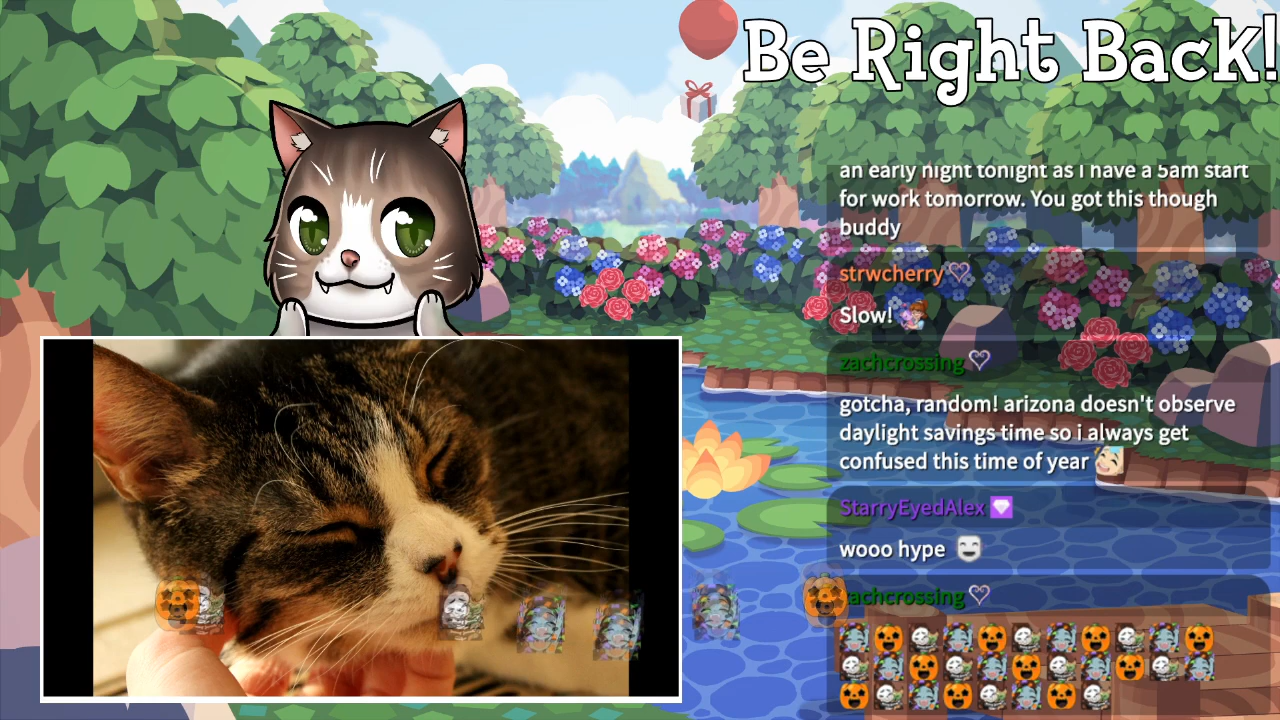 Be Right Back!
an early night tonight as I have a 5am start
for work tomorrow. You got this though
buddy
strwcherry
Slow!
zachcrossing
gotcha, random! arizona doesn't observe
daylight savings time so i always get
confused this time of year
StarryEyedAlex
wooo hype
zachcrossing